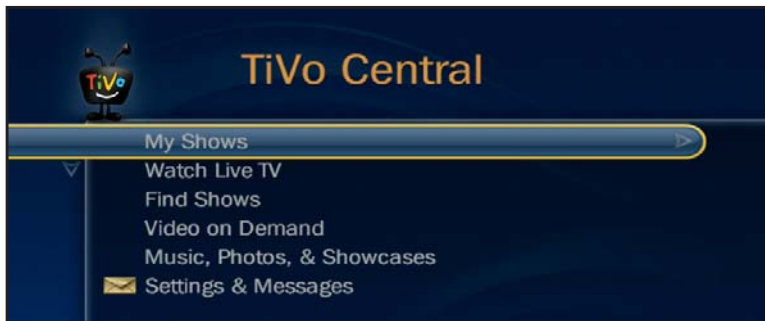 TiVo
TiVo Central
My Shows
Watch Live TV
Find Shows
Video on Demand
Music, Photos, & Showcases
Settings & Messages